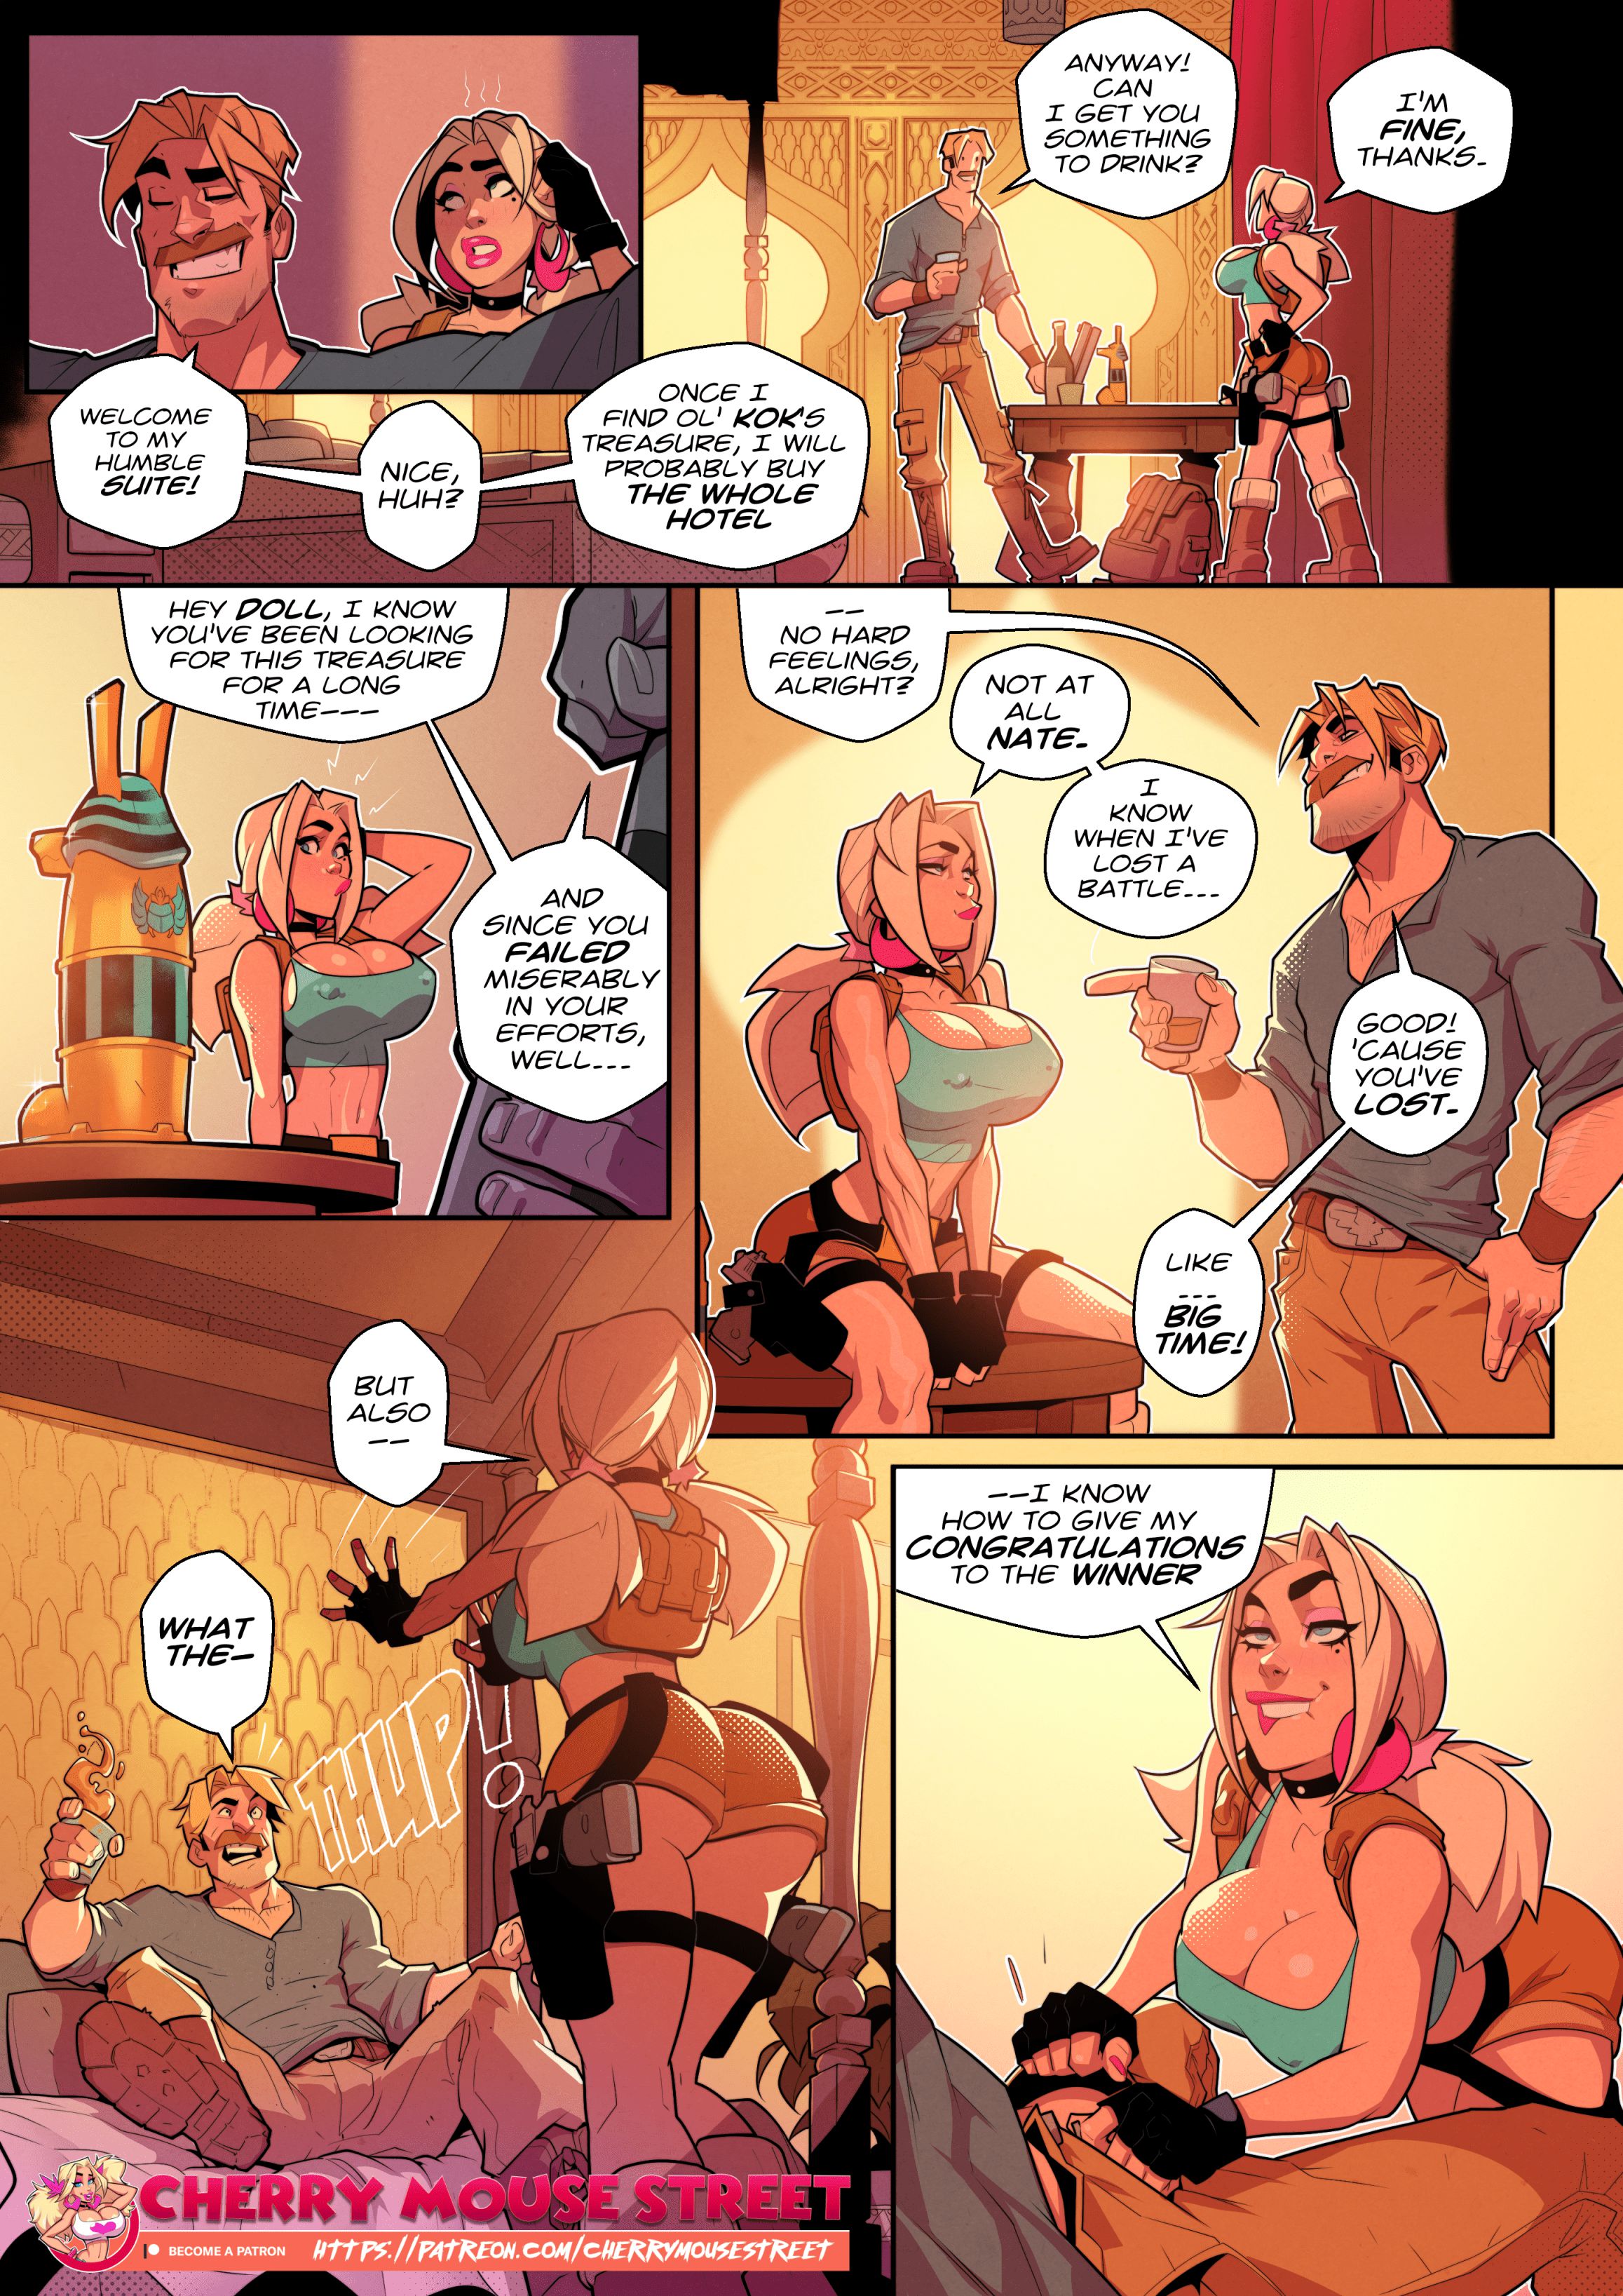 WELCOME
TO MY
HUMBLE
SUITE!
NICE,
HUH?
ONCE I
FIND OL' KOK'S
TREASURE, I WILL
PROBABLY BUY
THE WHOLE
HOTEL
ANYWAY!
CAN
I GET YOU
SOMETHING
TO DRINK?
I'M
FINE,
THANKS.
HEY DOLL, I KNOW
YOU'VE BEEN LOOKING
FOR THIS TREASURE
FOR A LONG
TIME---
AND
SINCE YOU
FAILED
MISERABLY
IN YOUR
EFFORTS,
WELL...
--
NO HARD
FEELINGS,
ALRIGHT?
NOT AT
ALL
NATE.
I
KNOW
WHEN I'VE
LOST A
BATTLE...
GOOD!
'CAUSE
YOU'VE
LOST.
LIKE
...
BIG
TIME!
BUT
ALSO
--
WHAT
THE-
THUP!
--I KNOW
HOW TO GIVE MY
CONGRATULATIONS
TO THE WINNER
CHERRY MOUSE STREET
BECOME A PATRON
HTTPS://PATREON.COM/CHERRYMOUSESTREET